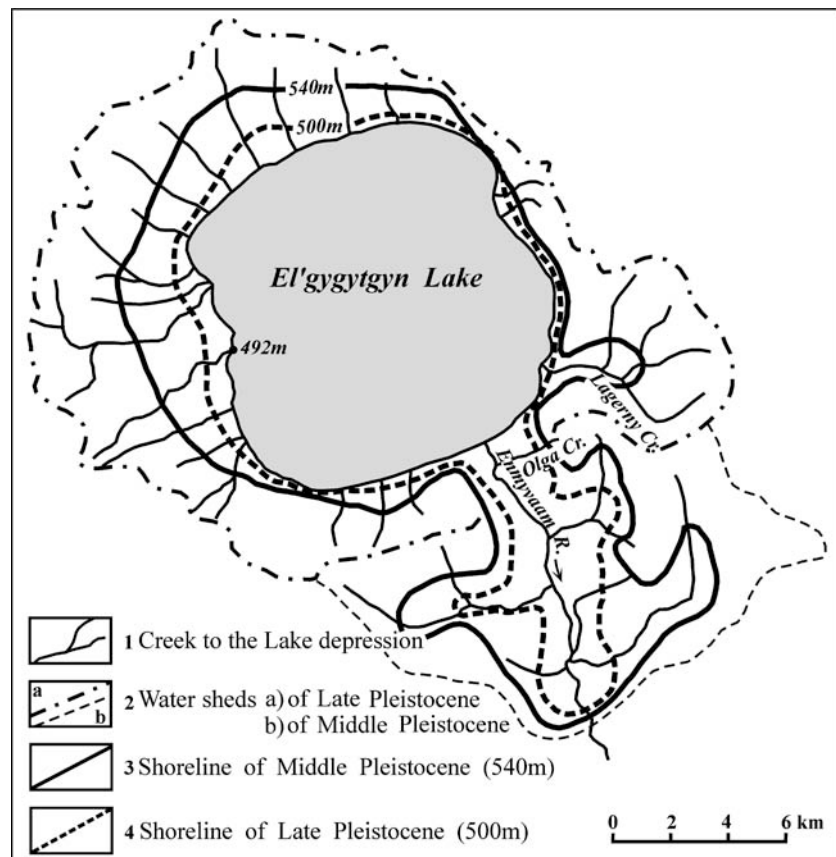 540m
500m
El'gygytgyn Lake
492m
Lagerny Cr.
Olga Cr.
Enmyvaam R.
1 Creek to the Lake depression
a
b
2 Water sheds a) of Late Pleistocene
b) of Middle Pleistocene
3 Shoreline of Middle Pleistocene (540m)
4 Shoreline of Late Pleistocene (500m)
0 2 4 6 km